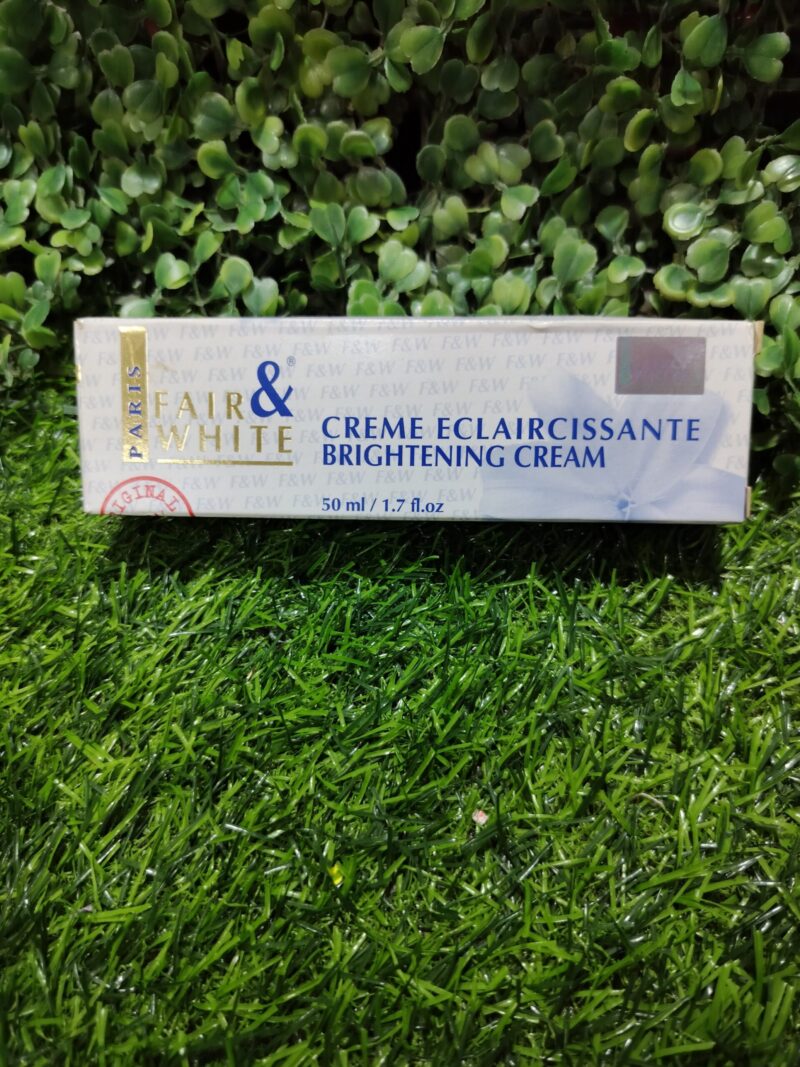 PARIS
FAIR &®
WHITE
CREME ECLAIRCISSANTE
BRIGHTENING CREAM
50 ml / 1.7 fl.oz